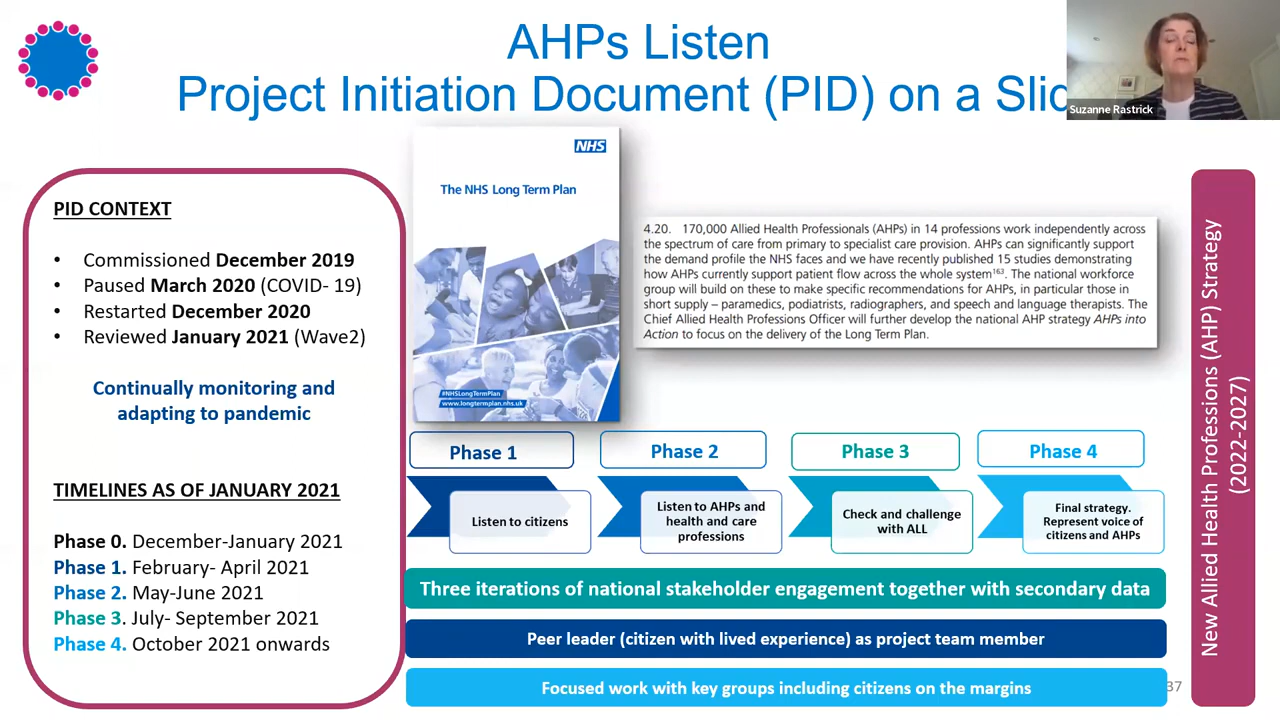 AHPs Listen
Project Initiation Document (PID) on a Slid
Suzanne Rastrick
PID CONTEXT
• Commissioned December 2019
• Paused March 2020 (COVID- 19)
• Restarted December 2020
• Reviewed January 2021 (Wave2)
Continually monitoring and
adapting to pandemic
TIMELINES AS OF JANUARY 2021
Phase 0. December-January 2021
Phase 1. February- April 2021
Phase 2. May-June 2021
Phase 3. July- September 2021
Phase 4. October 2021 onwards
NHS
The NHS Long Term Plan
#NHSLongTermPlan
www.longtermplan.nhs.uk
4.20. 170,000 Allied Health Professionals (AHPs) in 14 professions work independently across
the spectrum of care from primary to specialist care provision. AHPs can significantly support
the demand profile the NHS faces and we have recently published 15 studies demonstrating
how AHPs currently support patient flow across the whole system163. The national workforce
group will build on these to make specific recommendations for AHPs, in particular those in
short supply – paramedics, podiatrists, radiographers, and speech and language therapists. The
Chief Allied Health Professions Officer will further develop the national AHP strategy AHPs into
Action to focus on the delivery of the Long Term Plan.
Phase 1
Listen to citizens
Phase 2
Listen to AHPs and
health and care
professions
Phase 3
Check and challenge
with ALL
Phase 4
Final strategy.
Represent voice of
citizens and AHPs
Three iterations of national stakeholder engagement together with secondary data
Peer leader (citizen with lived experience) as project team member
Focused work with key groups including citizens on the margins
New Allied Health Professions (AHP) Strategy
(2022-2027)
37